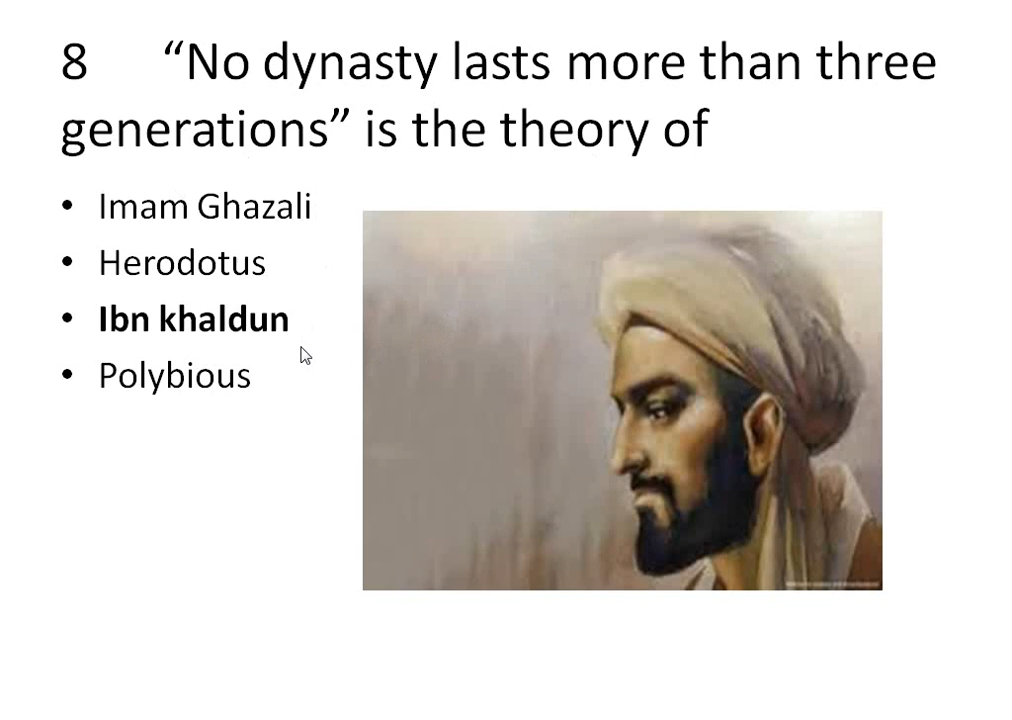 8 “No dynasty lasts more than three
generations” is the theory of
• Imam Ghazali
• Herodotus
• Ibn khaldun
• Polybious